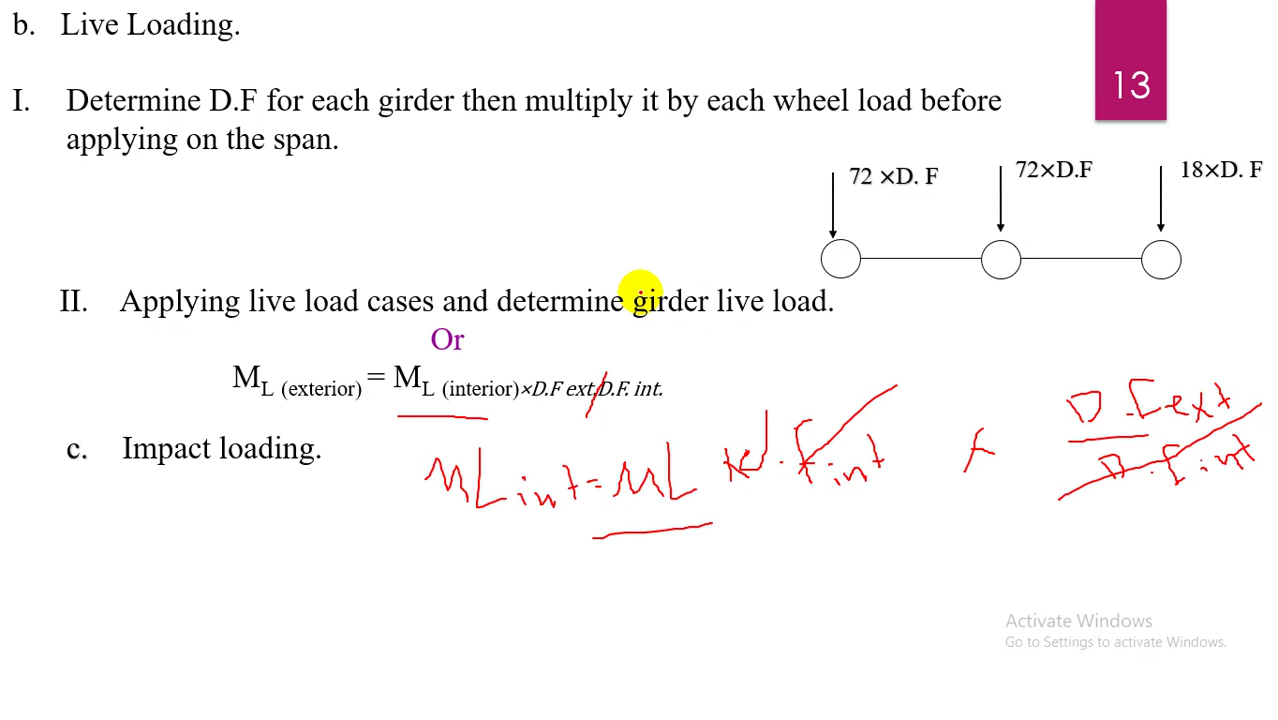 b. Live Loading.
13
I. Determine D.F for each girder then multiply it by each wheel load before
applying on the span.
72 ×D. F
72×D.F
18×D. F
II. Applying live load cases and determine girder live load.
Or
M L (exterior) = M L (interior)×D.F ext/D.F. int.
c. Impact loading.
ML int = ML × d.f int × D.f ext
D.f int
Activate Windows
Go to Settings to activate Windows.